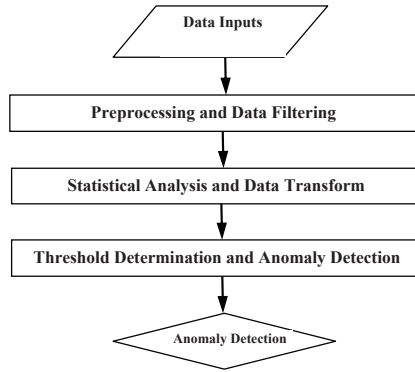 Data Inputs
Preprocessing and Data Filtering
Statistical Analysis and Data Transform
Threshold Determination and Anomaly Detection
Anomaly Detection